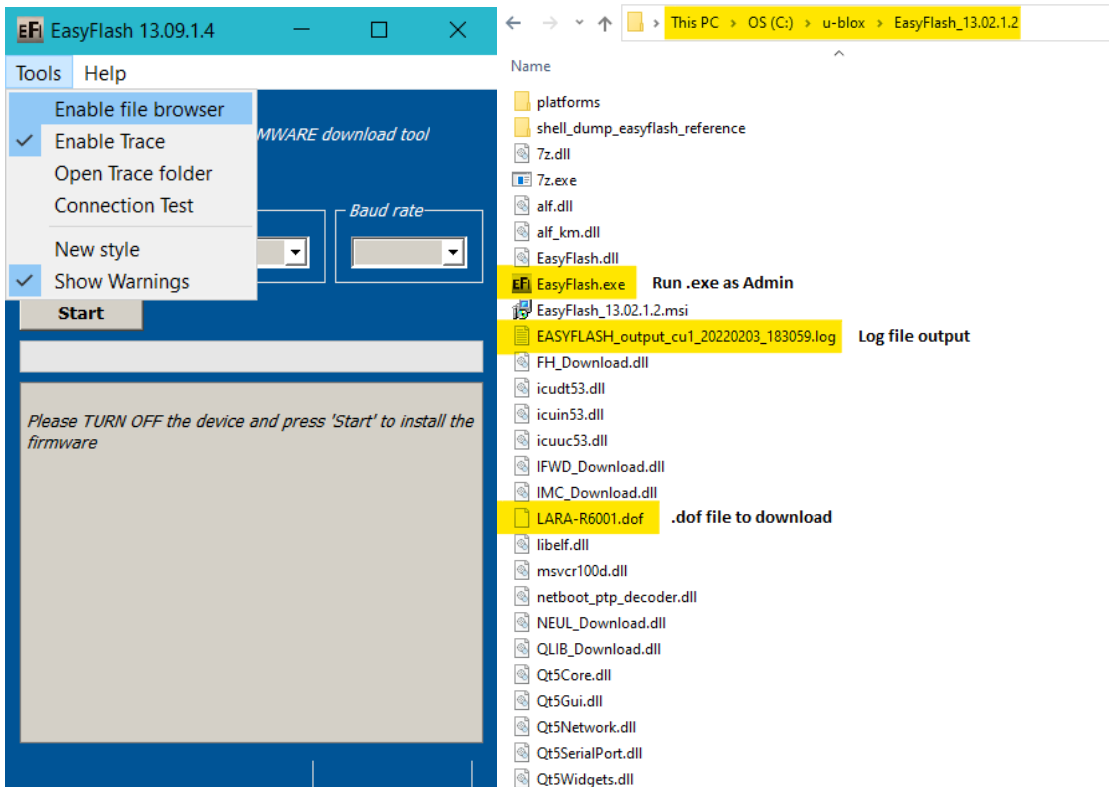 EFI EasyFlash 13.09.1.4
Tools Help
Enable file browser
Enable Trace
Open Trace folder
Connection Test
New style
Show Warnings
MWARE download tool
Baud rate
Start
Please TURN OFF the device and press 'Start' to install the
firmware
This PC > OS (C:) > u-blox > EasyFlash_13.02.1.2
Name
platforms
shell_dump_easyflash_reference
7z.dll
7z.exe
alf.dll
alf_km.dll
EasyFlash.dll
EFI EasyFlash.exe Run .exe as Admin
EasyFlash_13.02.1.2.msi
EASYFLASH_output_cu1_20220203_183059.log Log file output
FH_Download.dll
icudt53.dll
icuin53.dll
icuuc53.dll
IFWD_Download.dll
IMC_Download.dll
LARA-R6001.dof .dof file to download
libelf.dll
msvcr100d.dll
netboot_ptp_decoder.dll
NEUL_Download.dll
QLIB_Download.dll
Qt5Core.dll
Qt5Gui.dll
Qt5Network.dll
Qt5SerialPort.dll
Qt5Widgets.dll